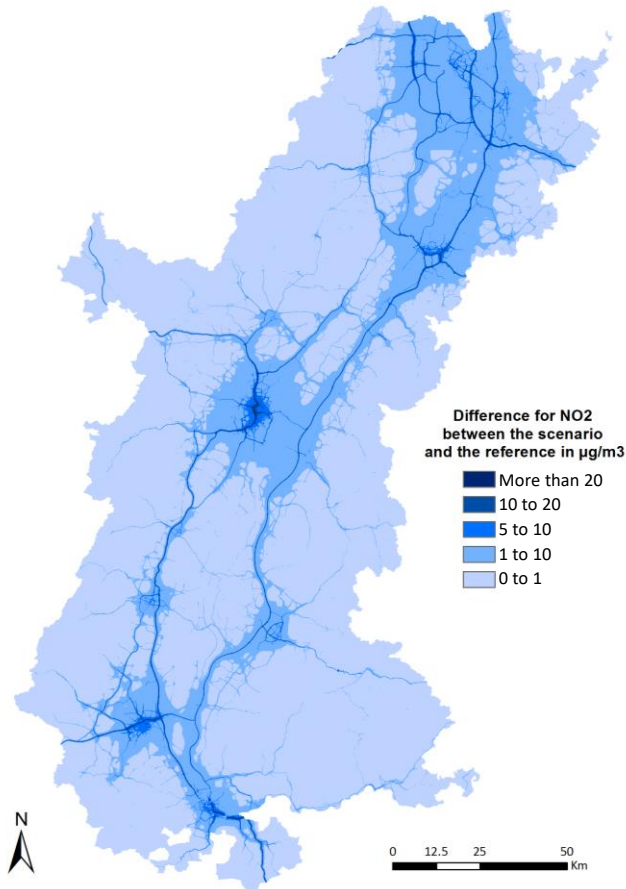 Difference for NO2
between the scenario
and the reference in µg/m3
More than 20
10 to 20
5 to 10
1 to 10
0 to 1
N
0 12.5 25 50
Km